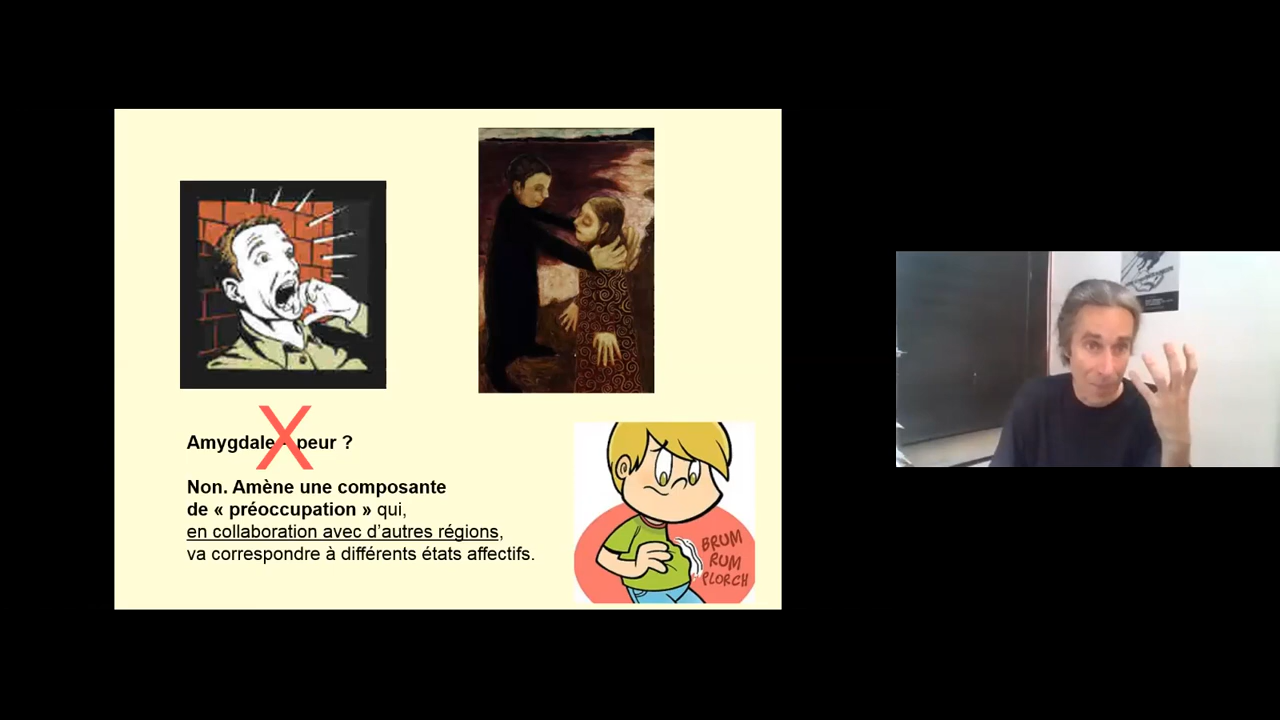 Amygdale = peur ?
X
Non. Amène une composante
de « préoccupation » qui,
en collaboration avec d'autres régions,
va correspondre à différents états affectifs.
BRUM
RUM
PLORCH